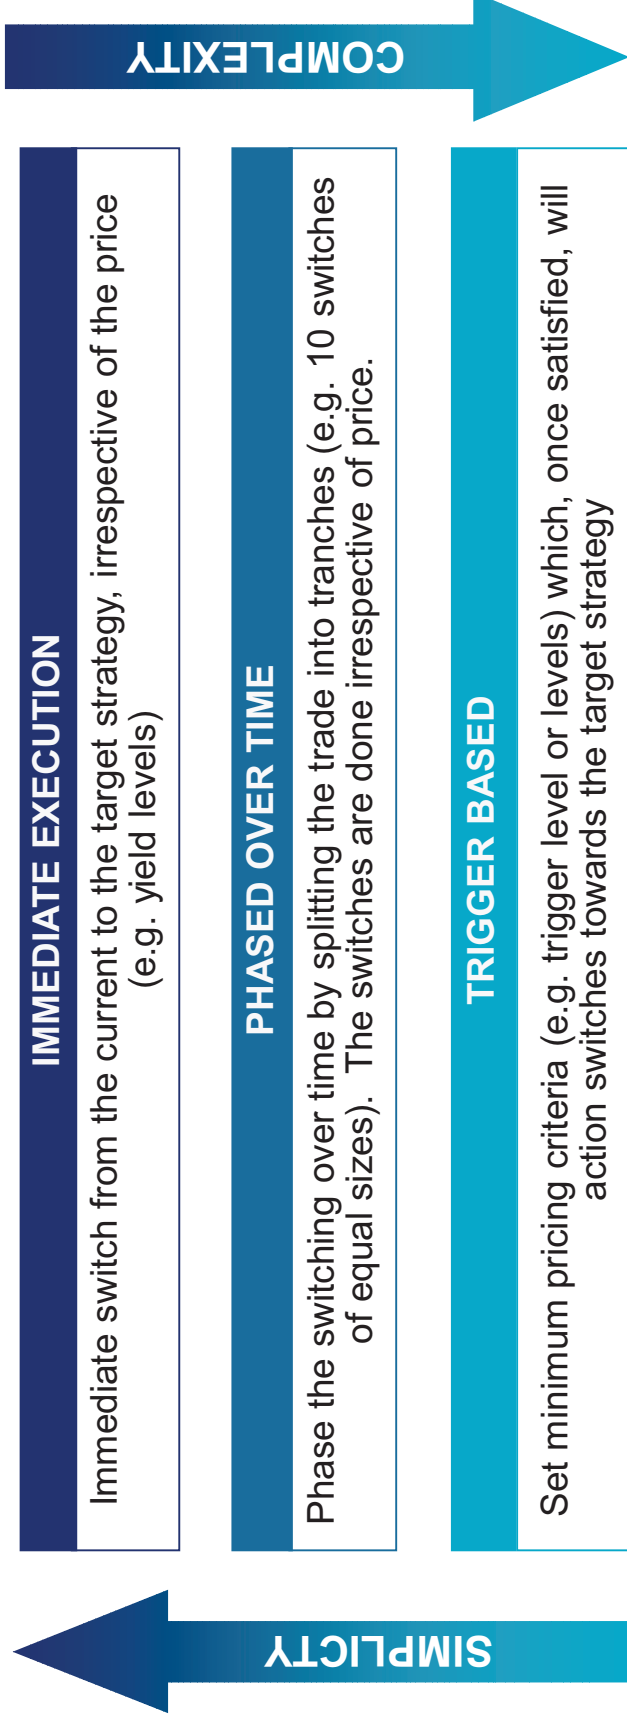 COMPLEXITY
IMMEDIATE EXECUTION
Immediate switch from the current to the target strategy, irrespective of the price
(e.g. yield levels)
PHASED OVER TIME
Phase the switching over time by splitting the trade into tranches (e.g. 10 switches
of equal sizes). The switches are done irrespective of price.
TRIGGER BASED
Set minimum pricing criteria (e.g. trigger level or levels) which, once satisfied, will
action switches towards the target strategy
SIMPLICTY